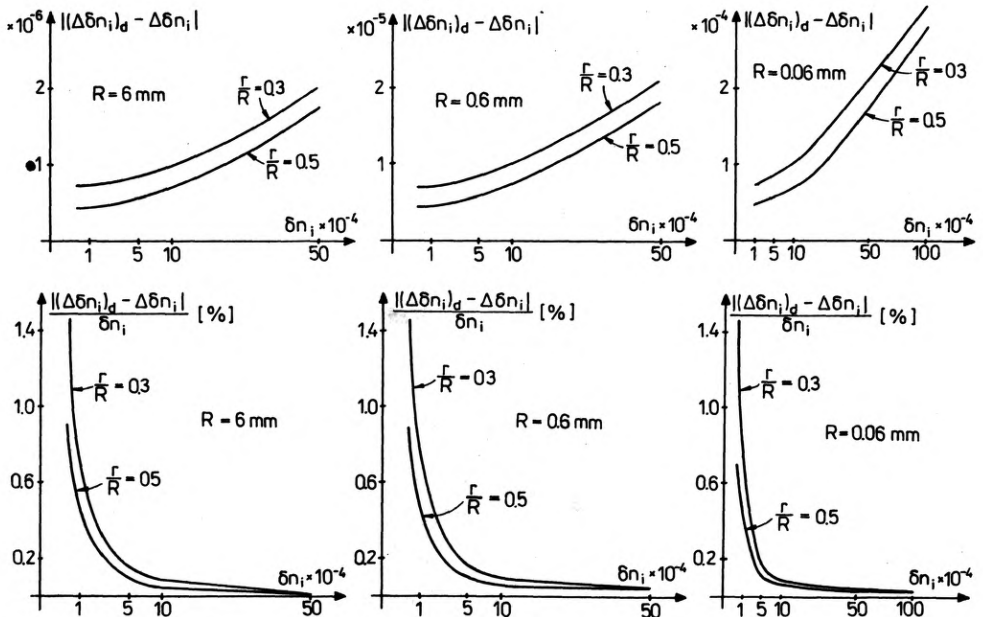 ×10⁻⁶ |(Δδnᵢ)d − Δδnᵢ|
2
1
R = 6 mm
r/R = 0.3
r/R = 0.5
δnᵢ × 10⁻⁴
1 5 10 50
×10⁻⁵ |(Δδnᵢ)d − Δδnᵢ|
2
1
R = 0.6 mm
r/R = 0.3
r/R = 0.5
δnᵢ × 10⁻⁴
1 5 10 50
×10⁻⁴ |(Δδnᵢ)d − Δδnᵢ|
2
1
R = 0.06 mm
r/R = 03
r/R = 0.5
δnᵢ × 10⁻⁴
1 5 10 50 100
|(Δδnᵢ)d − Δδnᵢ| / δnᵢ [%]
1.4
1.0
0.6
0.2
r/R = 0.3
r/R = 05
R = 6 mm
δnᵢ × 10⁻⁴
1 5 10 50
|(Δδnᵢ)d − Δδnᵢ| / δnᵢ [%]
1.4
1.0
0.6
0.2
r/R = 03
r/R = 0.5
R = 0.6 mm
δnᵢ × 10⁻⁴
1 5 10 50
|(Δδnᵢ)d − Δδnᵢ| / δnᵢ [%]
1.4
1.0
0.6
0.2
r/R = 0.3
r/R = 0.5
R = 0.06 mm
δnᵢ × 10⁻⁴
1 5 10 50 100